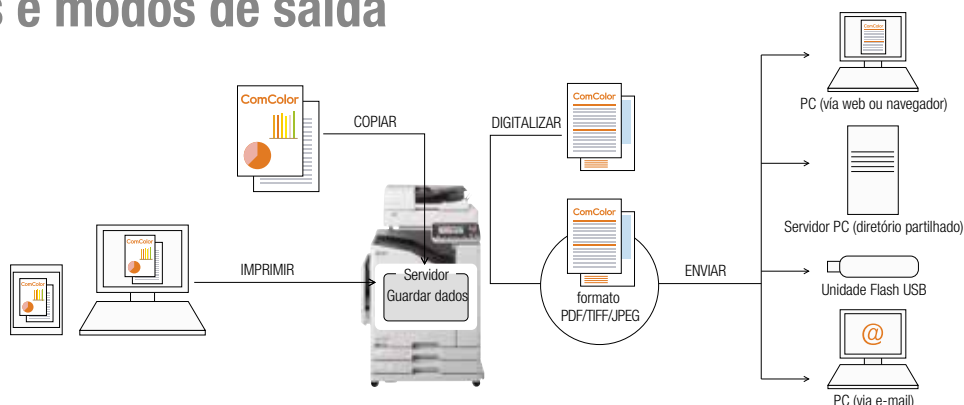 s e modos de saída
ComColor
COPIAR
DIGITALIZAR
ComColor
ComColor
PC (vía web ou navegador)
Servidor PC (diretório partilhado)
ComColor
ComColor
IMPRIMIR
Servidor
Guardar dados
ComColor
formato
PDF/TIFF/JPEG
ENVIAR
Unidade Flash USB
@
PC (via e-mail)